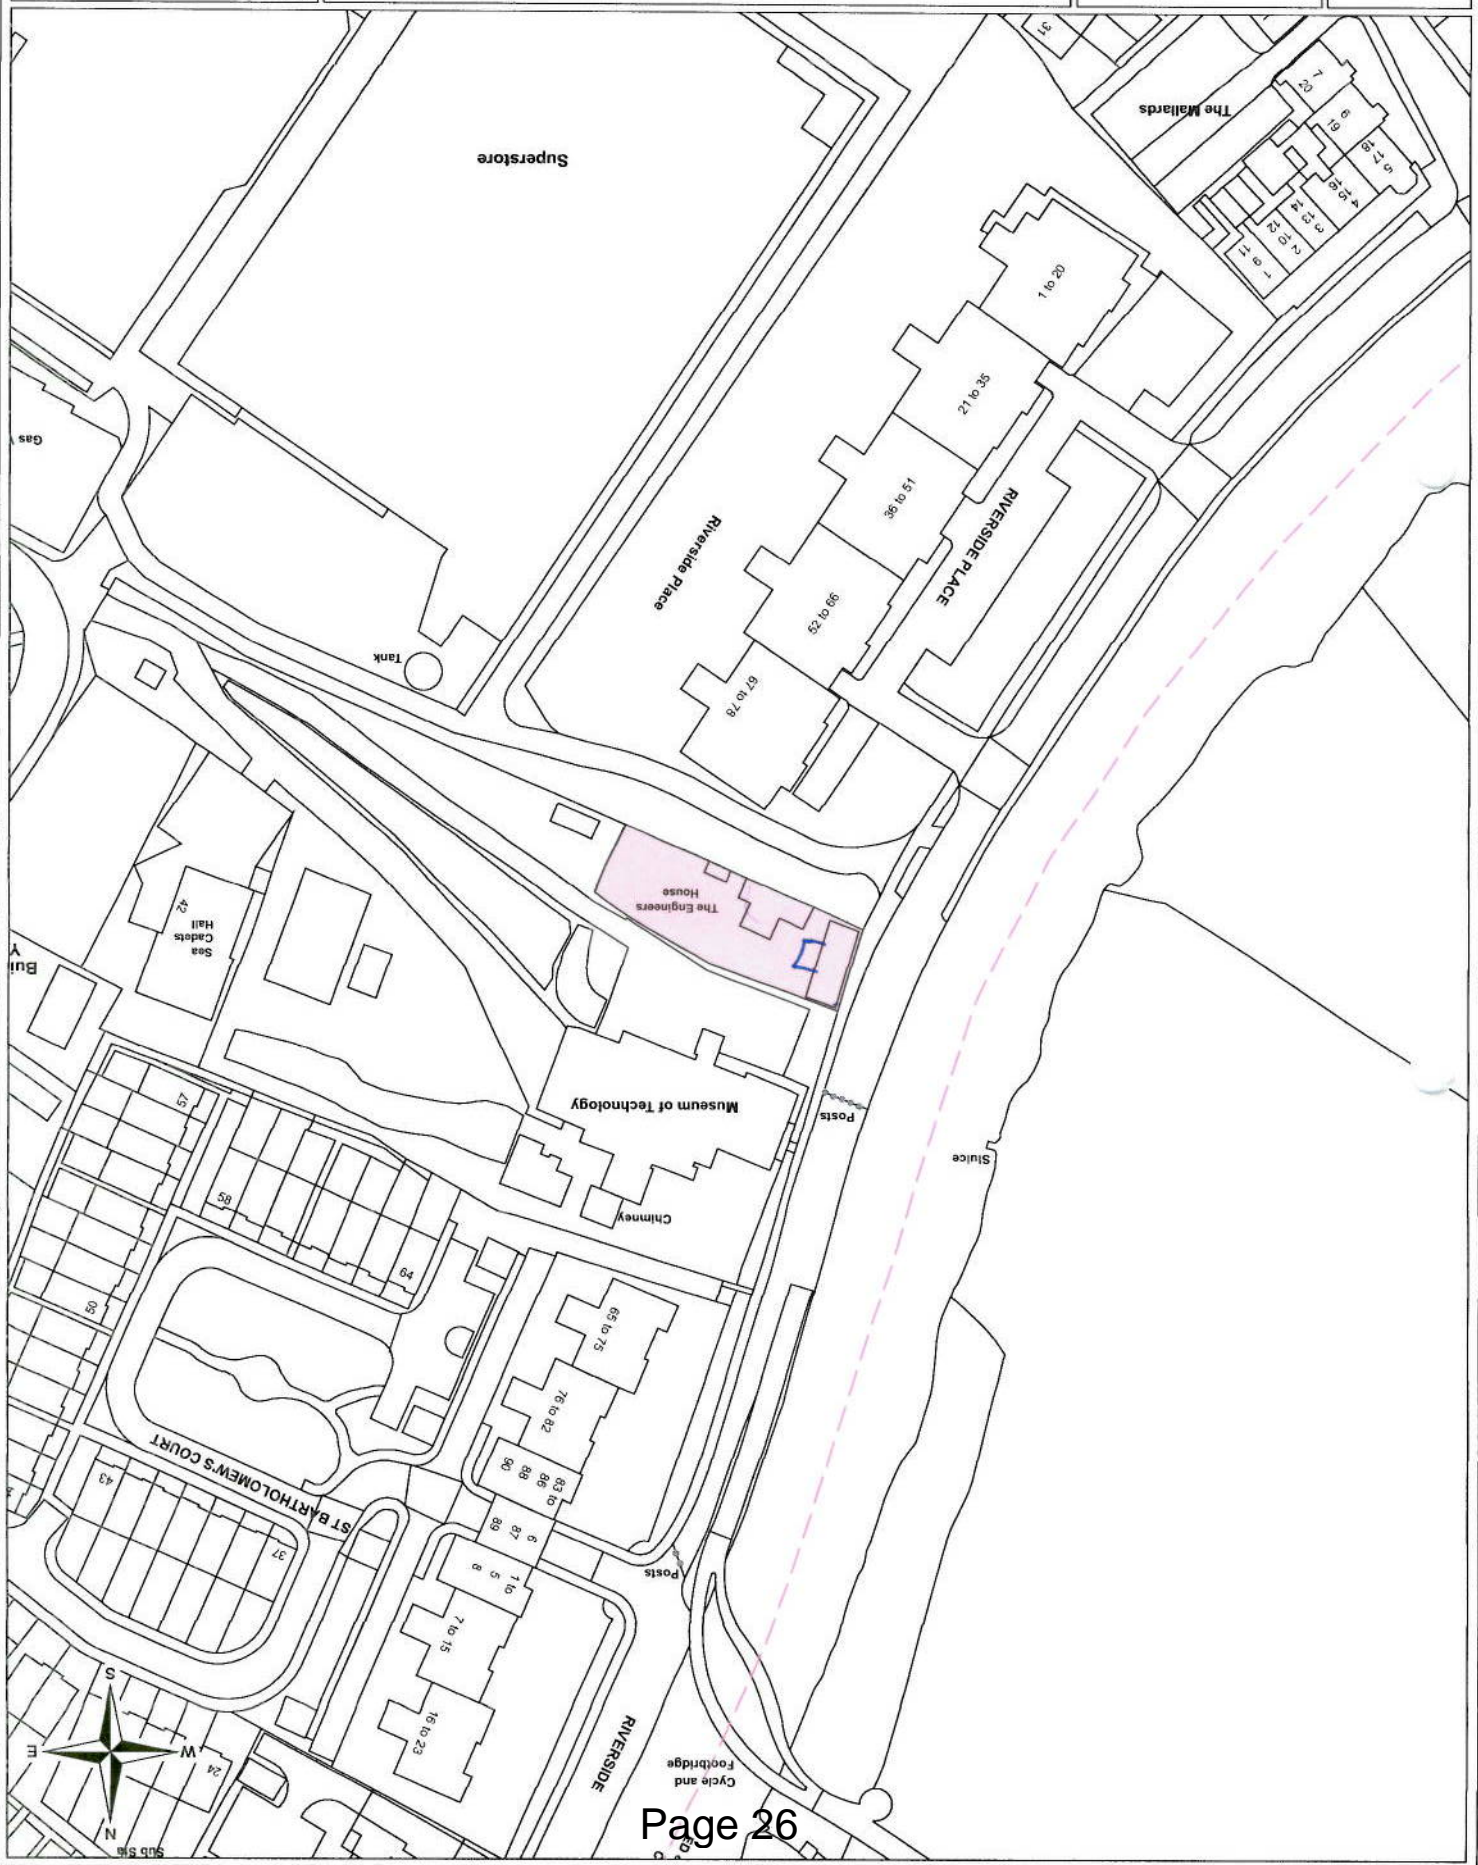 31
The Mallards
7
20
6
19
5
17
18
4
15
16
3
13
14
2
10
12
1
9
11
Superstore
1 to 20
21 to 35
36 to 51
52 to 66
67 to 78
RIVERSIDE PLACE
Riverside Place
Gas
Tank
The Engineers
House
42
Sea
Cadets
Hall
Museum of Technology
Posts
Sluice
Chimney
57
58
64
50
65 to 75
76 to 82
83 to
86
88
90
6
87
89
1 to
5
8
7 to 15
16 to 23
43
37
ST BARTHOLOMEW'S COURT
Posts
RIVERSIDE
Cycle and
Footbridge
24
S
E
W
N
Sub Sta
Page 26